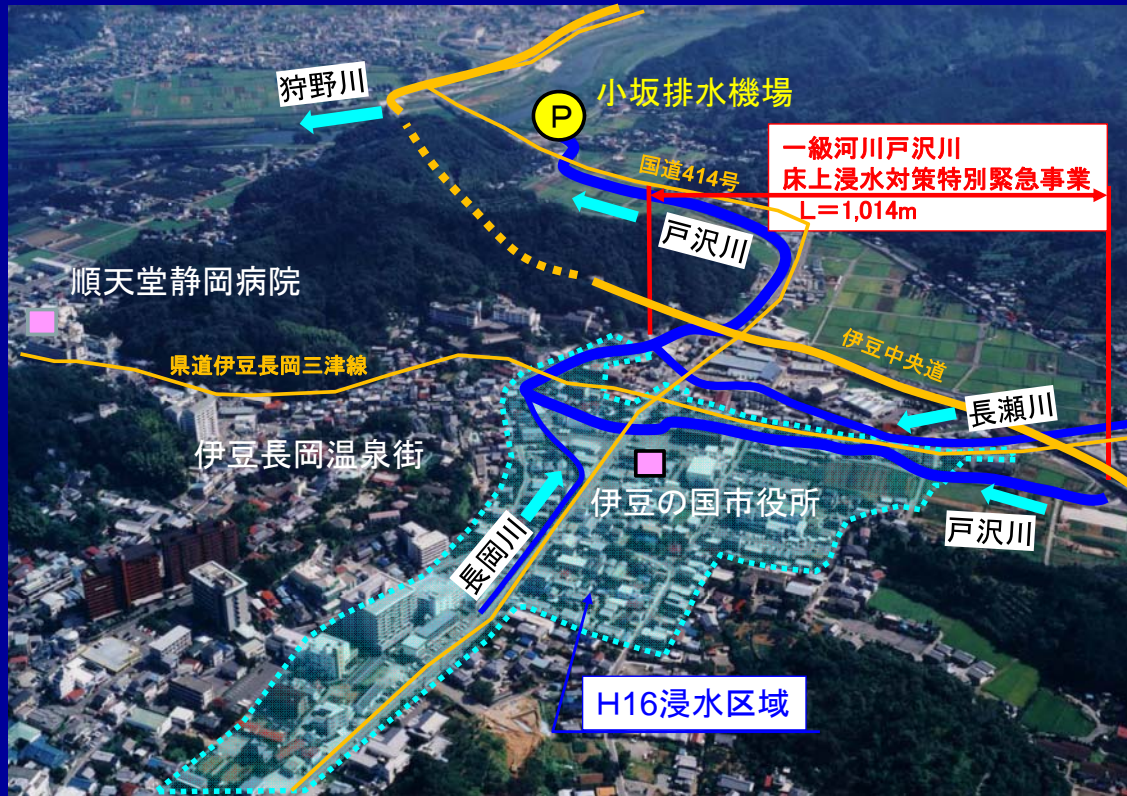 狩野川
小坂排水機場
P
一級河川戸沢川
床上浸水対策特別緊急事業
L＝1,014m
国道414号
戸沢川
順天堂静岡病院
県道伊豆長岡三津線
伊豆中央道
長瀬川
伊豆長岡温泉街
伊豆の国市役所
戸沢川
長岡川
H16浸水区域